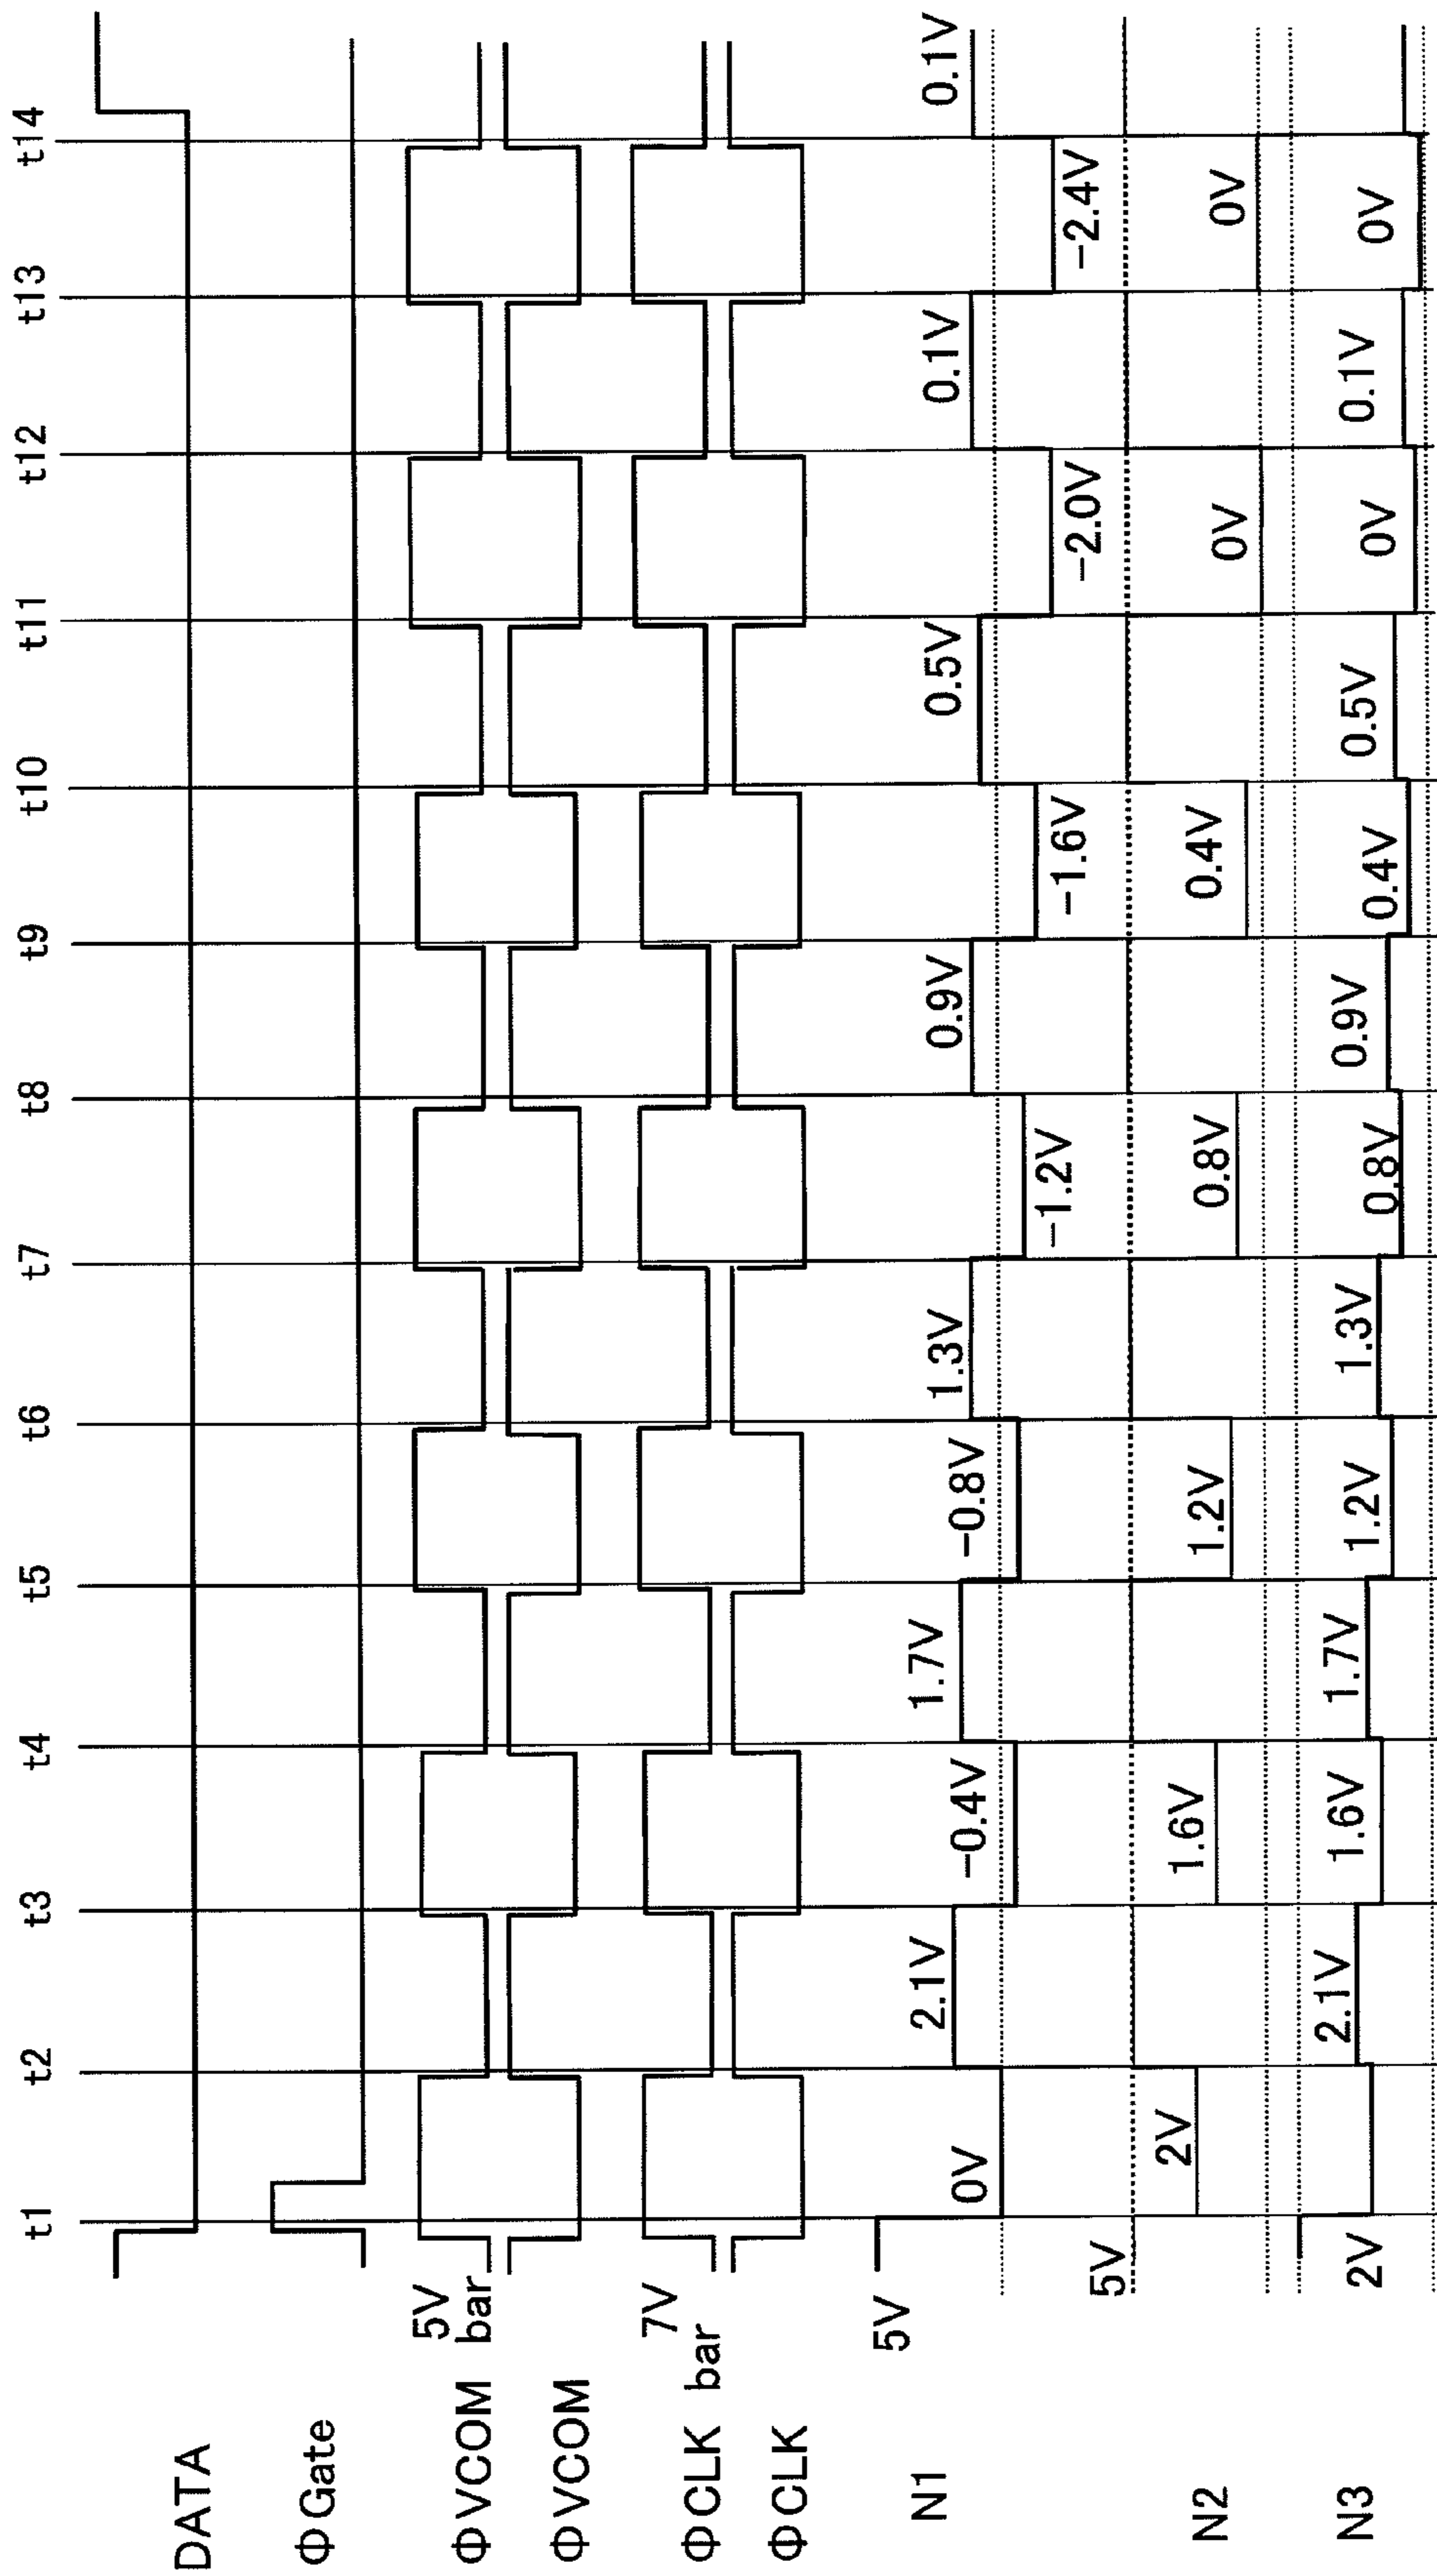 t1 t2 t3 t4 t5 t6 t7 t8 t9 t10 t11 t12 t13 t14
DATA
ΦGate
5V
ΦVCOM bar
ΦVCOM
7V
ΦCLK bar
ΦCLK
N1
5V 0V 2.1V -0.4V 1.7V -0.8V 1.3V -1.2V 0.9V -1.6V 0.5V -2.0V 0.1V -2.4V 0.1V
N2
5V 2V 1.6V 1.2V 0.8V 0.4V 0V 0V
N3
2V 2.1V 1.6V 1.7V 1.2V 1.3V 0.8V 0.9V 0.4V 0.5V 0V 0.1V 0V